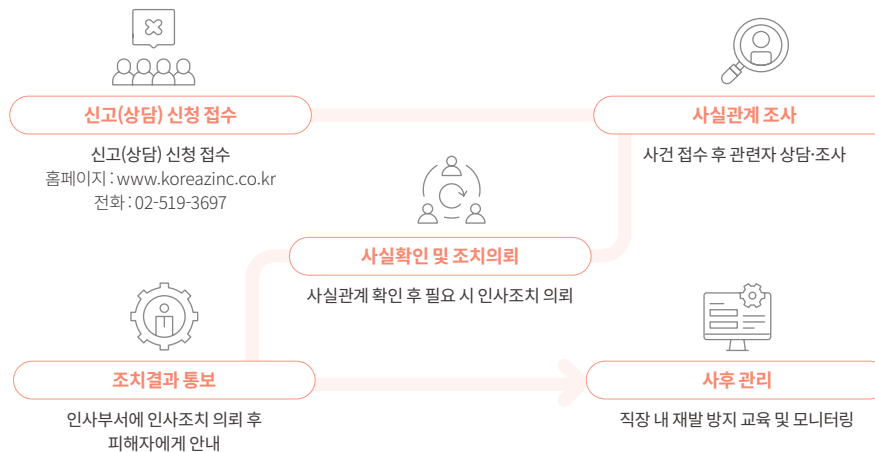 신고(상담) 신청 접수
신고(상담) 신청 접수
홈페이지 : www.koreazinc.co.kr
전화 : 02-519-3697
사실관계 조사
사건 접수 후 관련자 상담·조사
사실확인 및 조치의뢰
사실관계 확인 후 필요 시 인사조치 의뢰
조치결과 통보
인사부서에 인사조치 의뢰 후
피해자에게 안내
사후 관리
직장 내 재발 방지 교육 및 모니터링